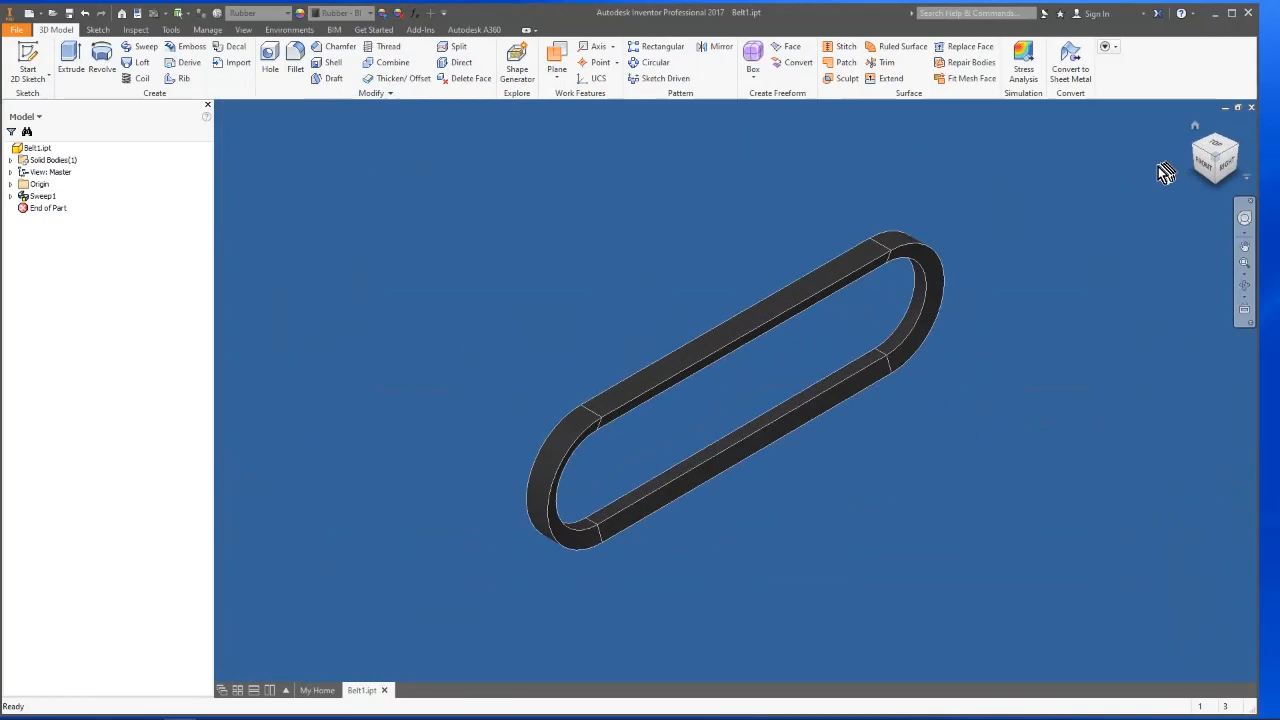 Rubber
Rubber - Bl
Autodesk Inventor Professional 2017 Belt1.ipt
Search Help & Commands...
Sign In
File
3D Model
Sketch
Inspect
Tools
Manage
View
Environments
BIM
Get Started
Add-Ins
Autodesk A360
Start
2D Sketch
Sketch
Extrude
Revolve
Sweep
Loft
Coil
Emboss
Derive
Rib
Decal
Import
Create
Hole
Fillet
Chamfer
Shell
Draft
Thread
Combine
Thicken/ Offset
Split
Direct
Delete Face
Modify
Shape
Generator
Explore
Plane
Axis
Point
UCS
Work Features
Rectangular
Circular
Sketch Driven
Mirror
Pattern
Box
Face
Convert
Create Freeform
Stitch
Patch
Sculpt
Ruled Surface
Trim
Extend
Replace Face
Repair Bodies
Fit Mesh Face
Surface
Stress
Analysis
Simulation
Convert to
Sheet Metal
Convert
Model
Belt1.ipt
Solid Bodies(1)
View: Master
Origin
Sweep1
End of Part
TOP
FRONT
RIGHT
My Home
Belt1.ipt
Ready
1
3